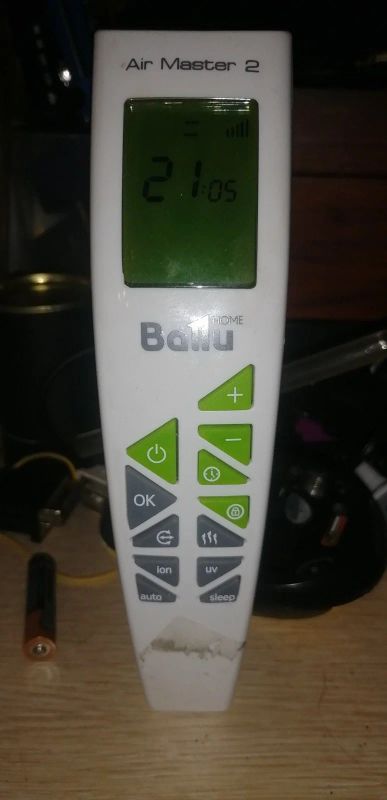 Air Master 2
21:05
HOME
Ballu
+
−
OK
ion
uv
auto
sleep